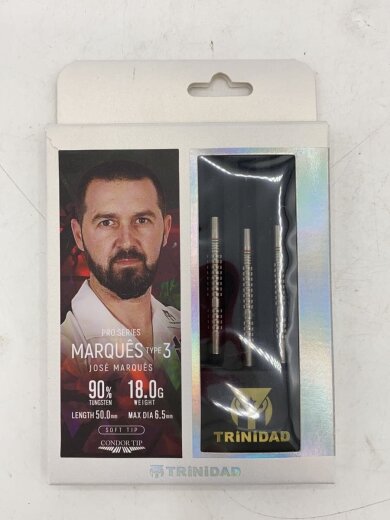 PRO SERIES
MARQUÊS TYPE 3
JOSÉ MARQUÊS
90% TUNGSTEN
18.0G WEIGHT
LENGTH 50.0mm MAX DIA 6.5mm
SOFT TIP
CONDOR TIP
TRiNiDAD
TRiNiDAD